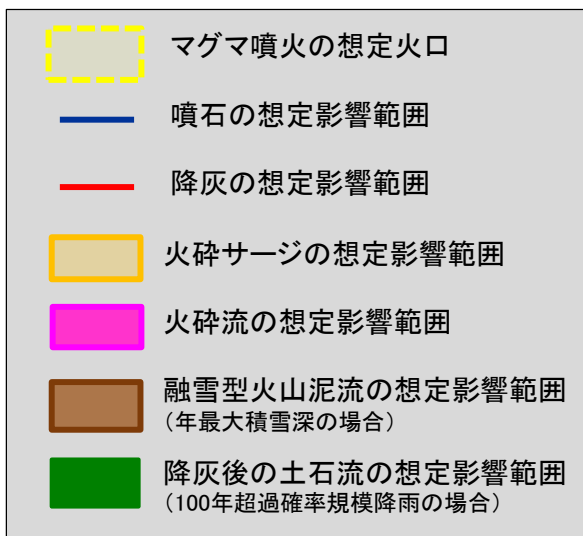 マグマ噴火の想定火口
噴石の想定影響範囲
降灰の想定影響範囲
火砕サージの想定影響範囲
火砕流の想定影響範囲
融雪型火山泥流の想定影響範囲
（年最大積雪深の場合）
降灰後の土石流の想定影響範囲
（100年超過確率規模降雨の場合）